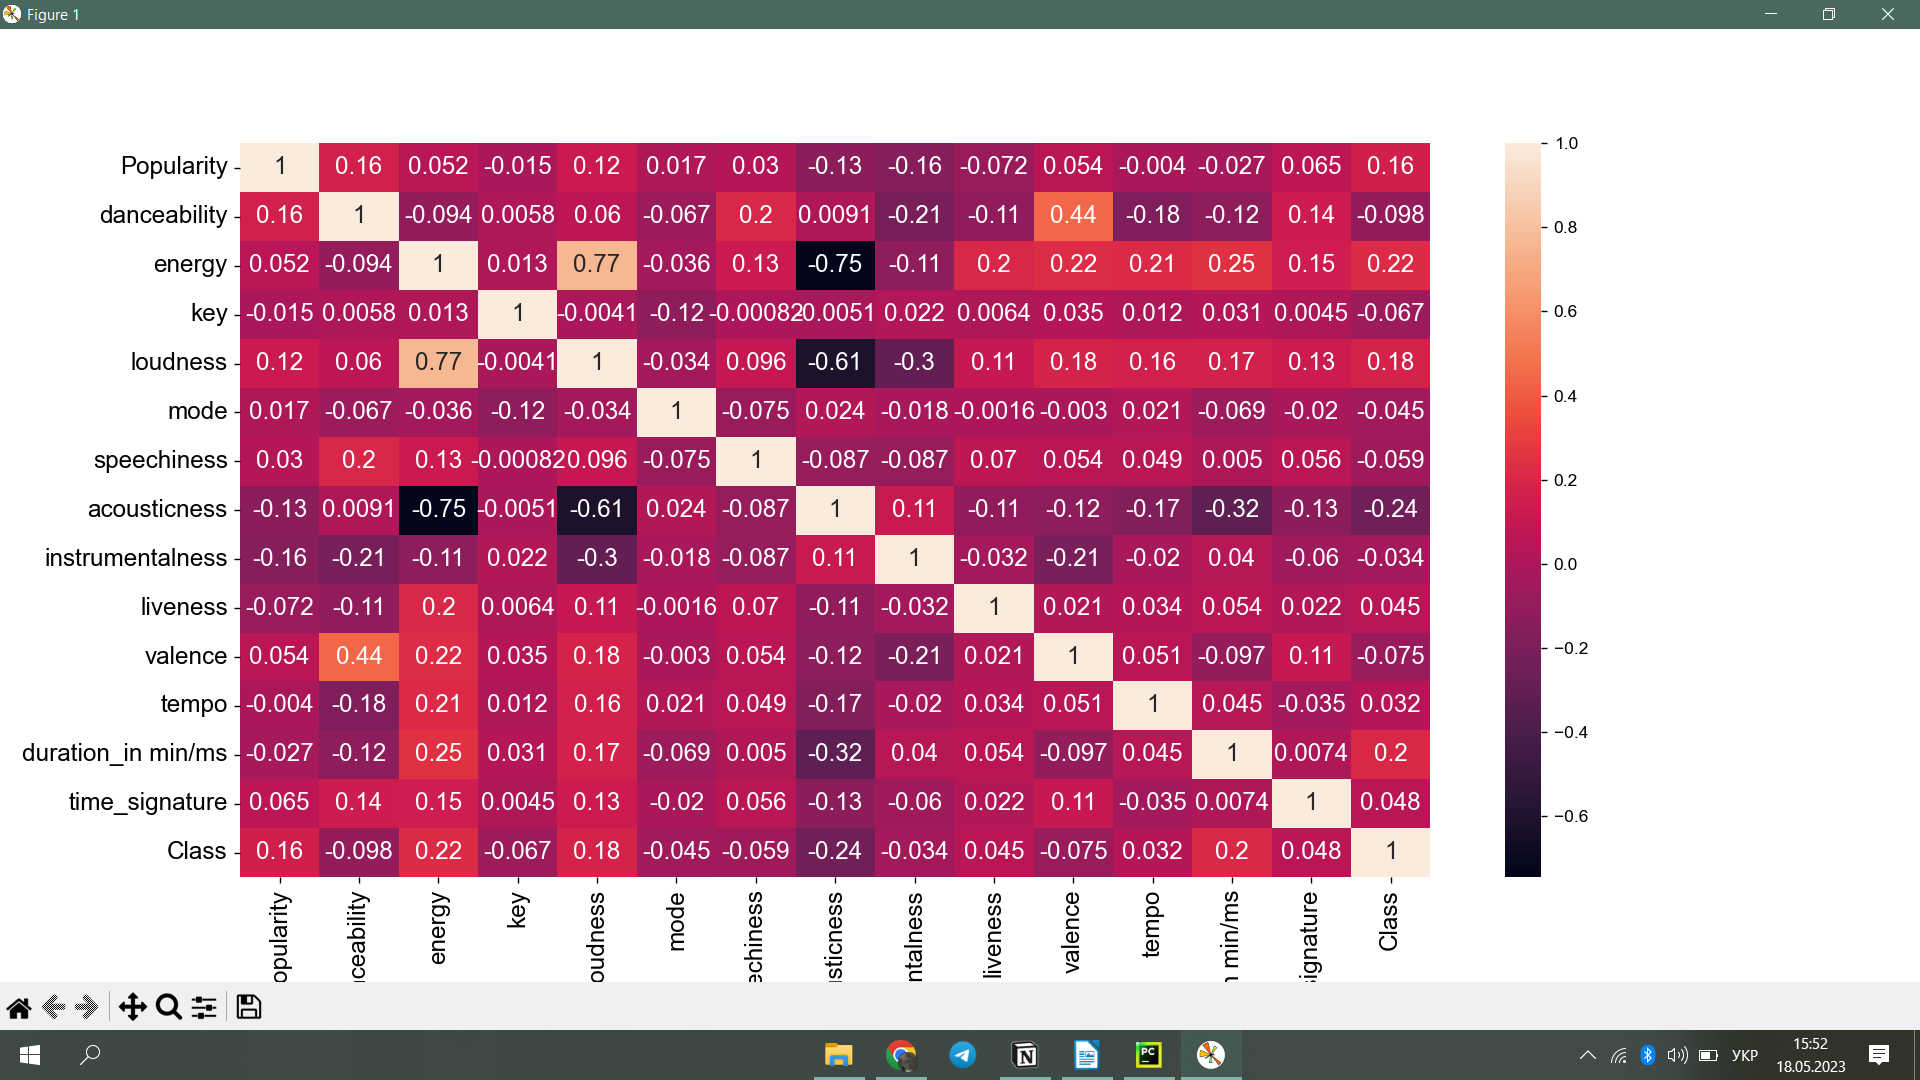 Figure 1
Popularity 1 0.16 0.052 -0.015 0.12 0.017 0.03 -0.13 -0.16 -0.072 0.054 -0.004 -0.027 0.065 0.16
danceability 0.16 1 -0.094 0.0058 0.06 -0.067 0.2 0.0091 -0.21 -0.11 0.44 -0.18 -0.12 0.14 -0.098
energy 0.052 -0.094 1 0.013 0.77 -0.036 0.13 -0.75 -0.11 0.2 0.22 0.21 0.25 0.15 0.22
key -0.015 0.0058 0.013 1 -0.0041 -0.12 -0.00082 -0.0051 0.022 0.0064 0.035 0.012 0.031 0.0045 -0.067
loudness 0.12 0.06 0.77 -0.0041 1 -0.034 0.096 -0.61 -0.3 0.11 0.18 0.16 0.17 0.13 0.18
mode 0.017 -0.067 -0.036 -0.12 -0.034 1 -0.075 0.024 -0.018 -0.0016 -0.003 0.021 -0.069 -0.02 -0.045
speechiness 0.03 0.2 0.13 -0.00082 0.096 -0.075 1 -0.087 -0.087 0.07 0.054 0.049 0.005 0.056 -0.059
acousticness -0.13 0.0091 -0.75 -0.0051 -0.61 0.024 -0.087 1 0.11 -0.11 -0.12 -0.17 -0.32 -0.13 -0.24
instrumentalness -0.16 -0.21 -0.11 0.022 -0.3 -0.018 -0.087 0.11 1 -0.032 -0.21 -0.02 0.04 -0.06 -0.034
liveness -0.072 -0.11 0.2 0.0064 0.11 -0.0016 0.07 -0.11 -0.032 1 0.021 0.034 0.054 0.022 0.045
valence 0.054 0.44 0.22 0.035 0.18 -0.003 0.054 -0.12 -0.21 0.021 1 0.051 -0.097 0.11 -0.075
tempo -0.004 -0.18 0.21 0.012 0.16 0.021 0.049 -0.17 -0.02 0.034 0.051 1 0.045 -0.035 0.032
duration_in min/ms -0.027 -0.12 0.25 0.031 0.17 -0.069 0.005 -0.32 0.04 0.054 -0.097 0.045 1 0.0074 0.2
time_signature 0.065 0.14 0.15 0.0045 0.13 -0.02 0.056 -0.13 -0.06 0.022 0.11 -0.035 0.0074 1 0.048
Class 0.16 -0.098 0.22 -0.067 0.18 -0.045 -0.059 -0.24 -0.034 0.045 -0.075 0.032 0.2 0.048 1
opularity
ceability
energy
key
oudness
mode
echiness
sticness
ntalness
liveness
valence
tempo
n min/ms
signature
Class
1.0
0.8
0.6
0.4
0.2
0.0
−0.2
−0.4
−0.6
PC
УКР
15:52
18.05.2023